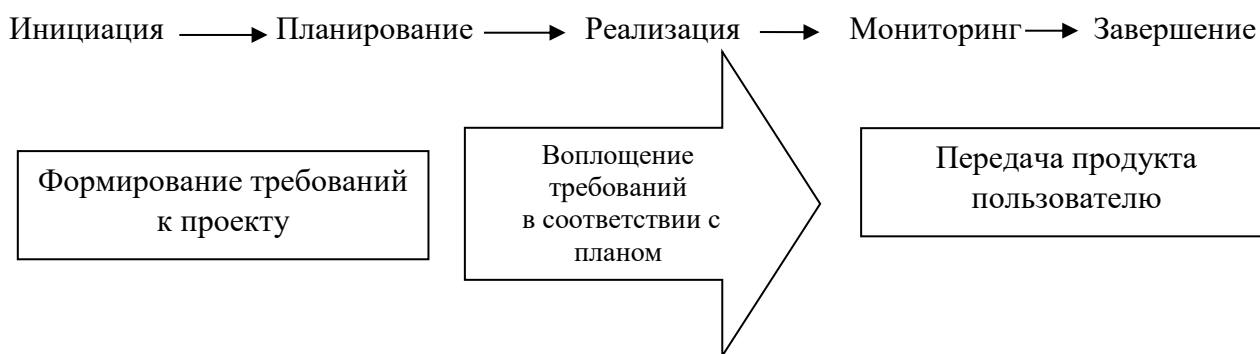 Инициация Планирование Реализация Мониторинг Завершение
Формирование требований
к проекту
Воплощение
требований
в соответствии с
планом
Передача продукта
пользователю